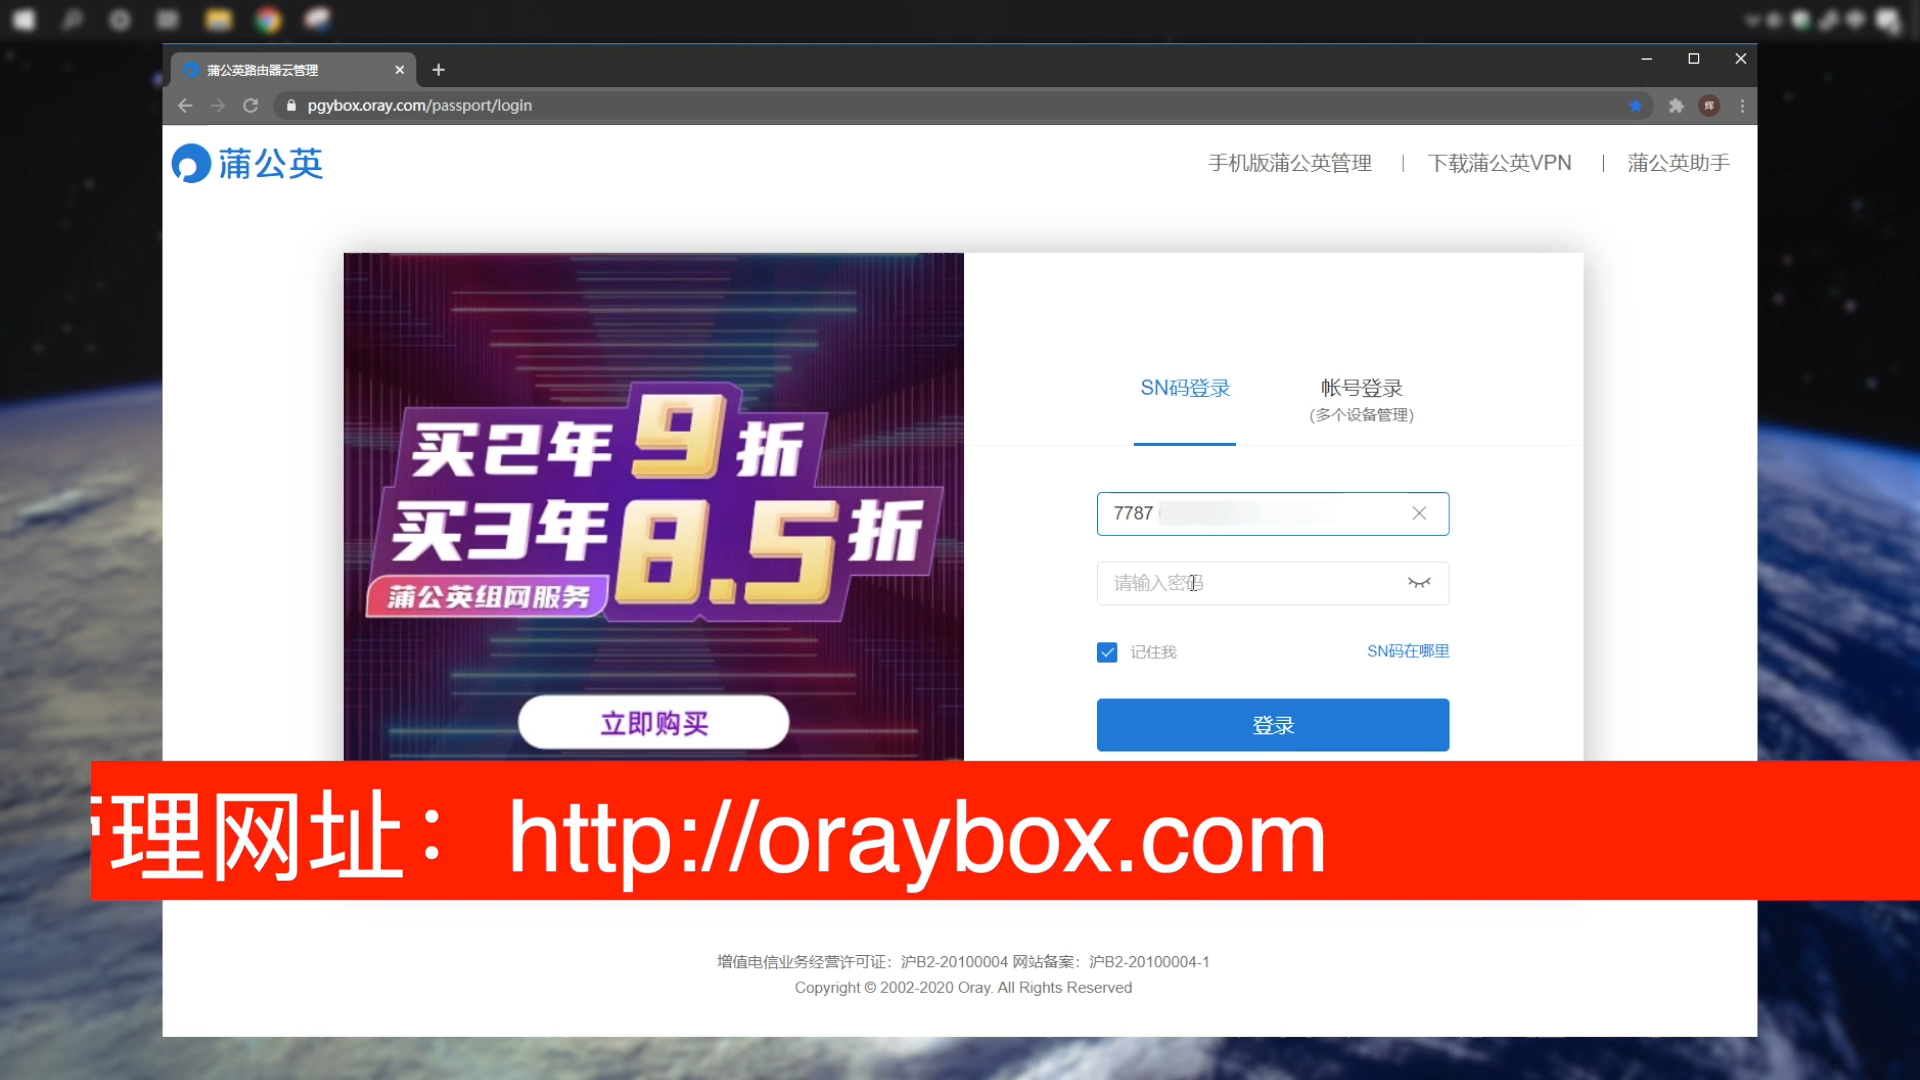 蒲公英路由器云管理
pgybox.oray.com/passport/login
辉
蒲公英
手机版蒲公英管理 | 下载蒲公英VPN | 蒲公英助手
SN码登录
帐号登录
(多个设备管理)
买2年9折
买3年8.5折
蒲公英组网服务
立即购买
7787
请输入密码
记住我
SN码在哪里
登录
理网址：http://oraybox.com
增值电信业务经营许可证：沪B2-20100004 网站备案：沪B2-20100004-1
Copyright © 2002-2020 Oray. All Rights Reserved